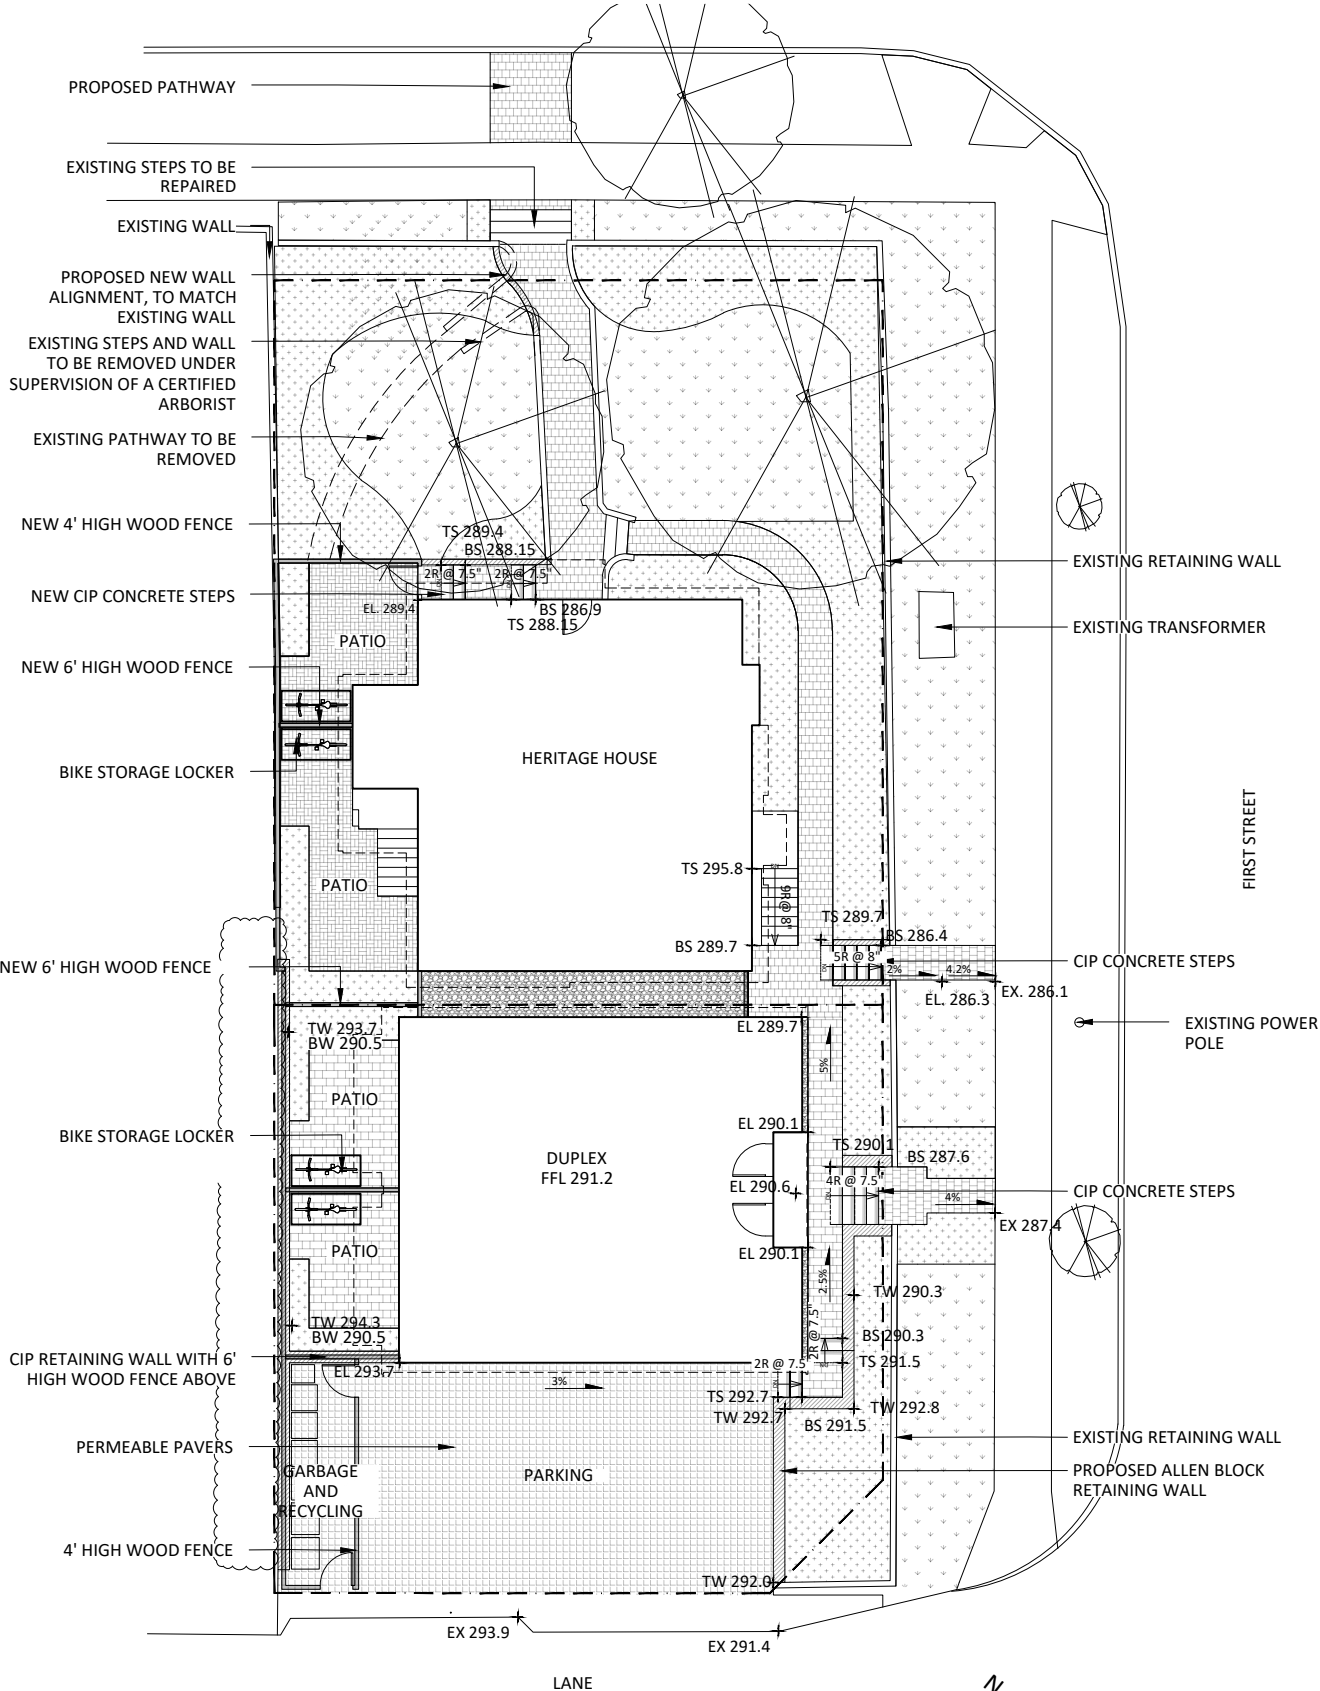 PROPOSED PATHWAY
EXISTING STEPS TO BE
REPAIRED
EXISTING WALL
PROPOSED NEW WALL
ALIGNMENT, TO MATCH
EXISTING WALL
EXISTING STEPS AND WALL
TO BE REMOVED UNDER
SUPERVISION OF A CERTIFIED
ARBORIST
EXISTING PATHWAY TO BE
REMOVED
NEW 4' HIGH WOOD FENCE
TS 289.4
BS 288.15
2R @ 7.5"
2R @ 7.5"
NEW CIP CONCRETE STEPS
EL. 289.4
BS 286.9
TS 288.15
PATIO
NEW 6' HIGH WOOD FENCE
BIKE STORAGE LOCKER
HERITAGE HOUSE
EXISTING RETAINING WALL
EXISTING TRANSFORMER
FIRST STREET
PATIO
TS 295.8
9R@ 8"
BS 289.7
TS 289.7
BS 286.4
5R @ 8"
2%
4.2%
CIP CONCRETE STEPS
EL. 286.3
EX. 286.1
NEW 6' HIGH WOOD FENCE
TW 293.7
BW 290.5
EL 289.7
EXISTING POWER
POLE
5%
PATIO
BIKE STORAGE LOCKER
EL 290.1
TS 290.1
BS 287.6
DUPLEX
FFL 291.2
EL 290.6
4R @ 7.5"
4%
CIP CONCRETE STEPS
EX 287.4
PATIO
EL 290.1
2.5%
TW 290.3
TW 294.3
BW 290.5
2R @ 7.5"
BS 290.3
CIP RETAINING WALL WITH 6'
HIGH WOOD FENCE ABOVE
EL 293.7
2R @ 7.5
TS 291.5
3%
TS 292.7
TW 292.7
TW 292.8
BS 291.5
PERMEABLE PAVERS
EXISTING RETAINING WALL
GARBAGE
AND
RECYCLING
PARKING
PROPOSED ALLEN BLOCK
RETAINING WALL
4' HIGH WOOD FENCE
TW 292.0
EX 293.9
EX 291.4
LANE
N